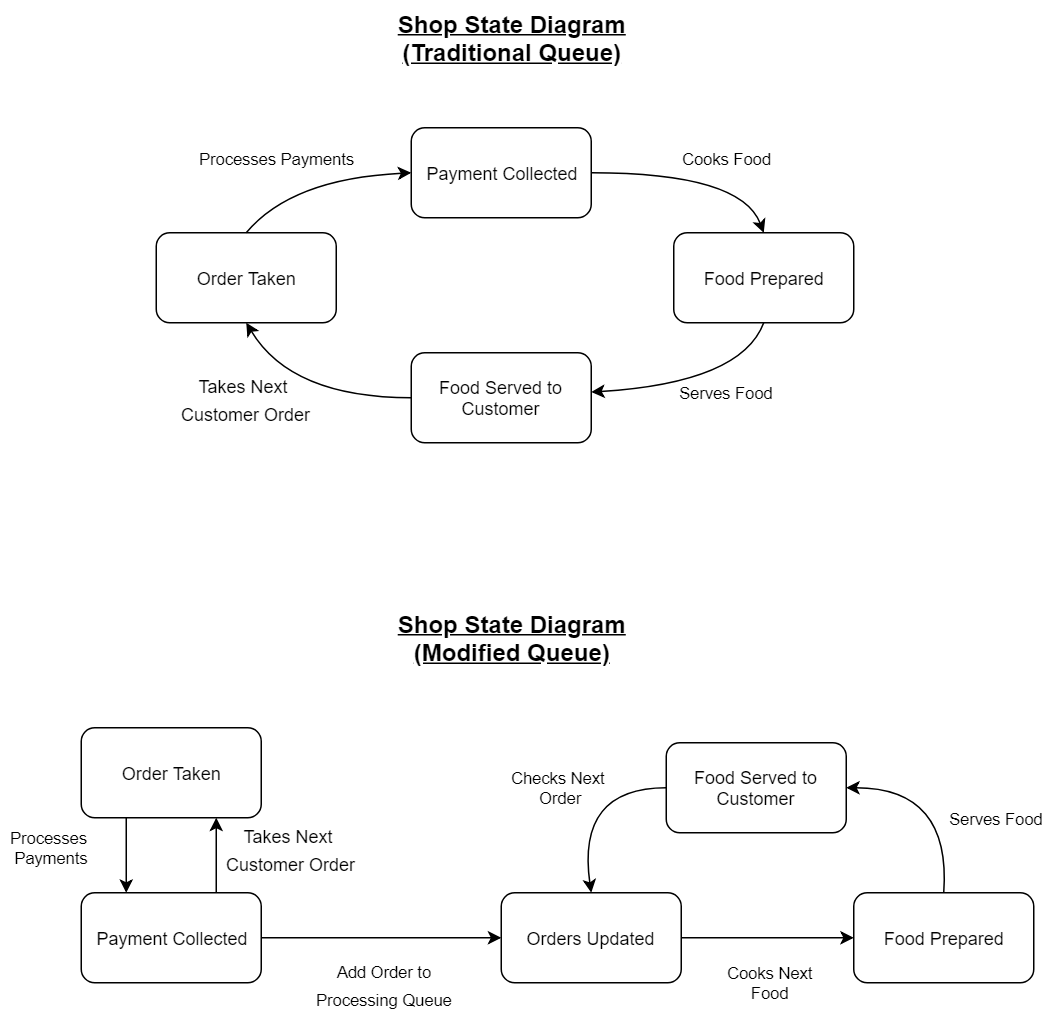 Shop State Diagram
(Traditional Queue)
Processes Payments
Payment Collected
Cooks Food
Order Taken
Food Prepared
Takes Next
Customer Order
Food Served to
Customer
Serves Food
Shop State Diagram
(Modified Queue)
Order Taken
Processes
Payments
Takes Next
Customer Order
Payment Collected
Add Order to
Processing Queue
Checks Next
Order
Food Served to
Customer
Serves Food
Orders Updated
Cooks Next
Food
Food Prepared